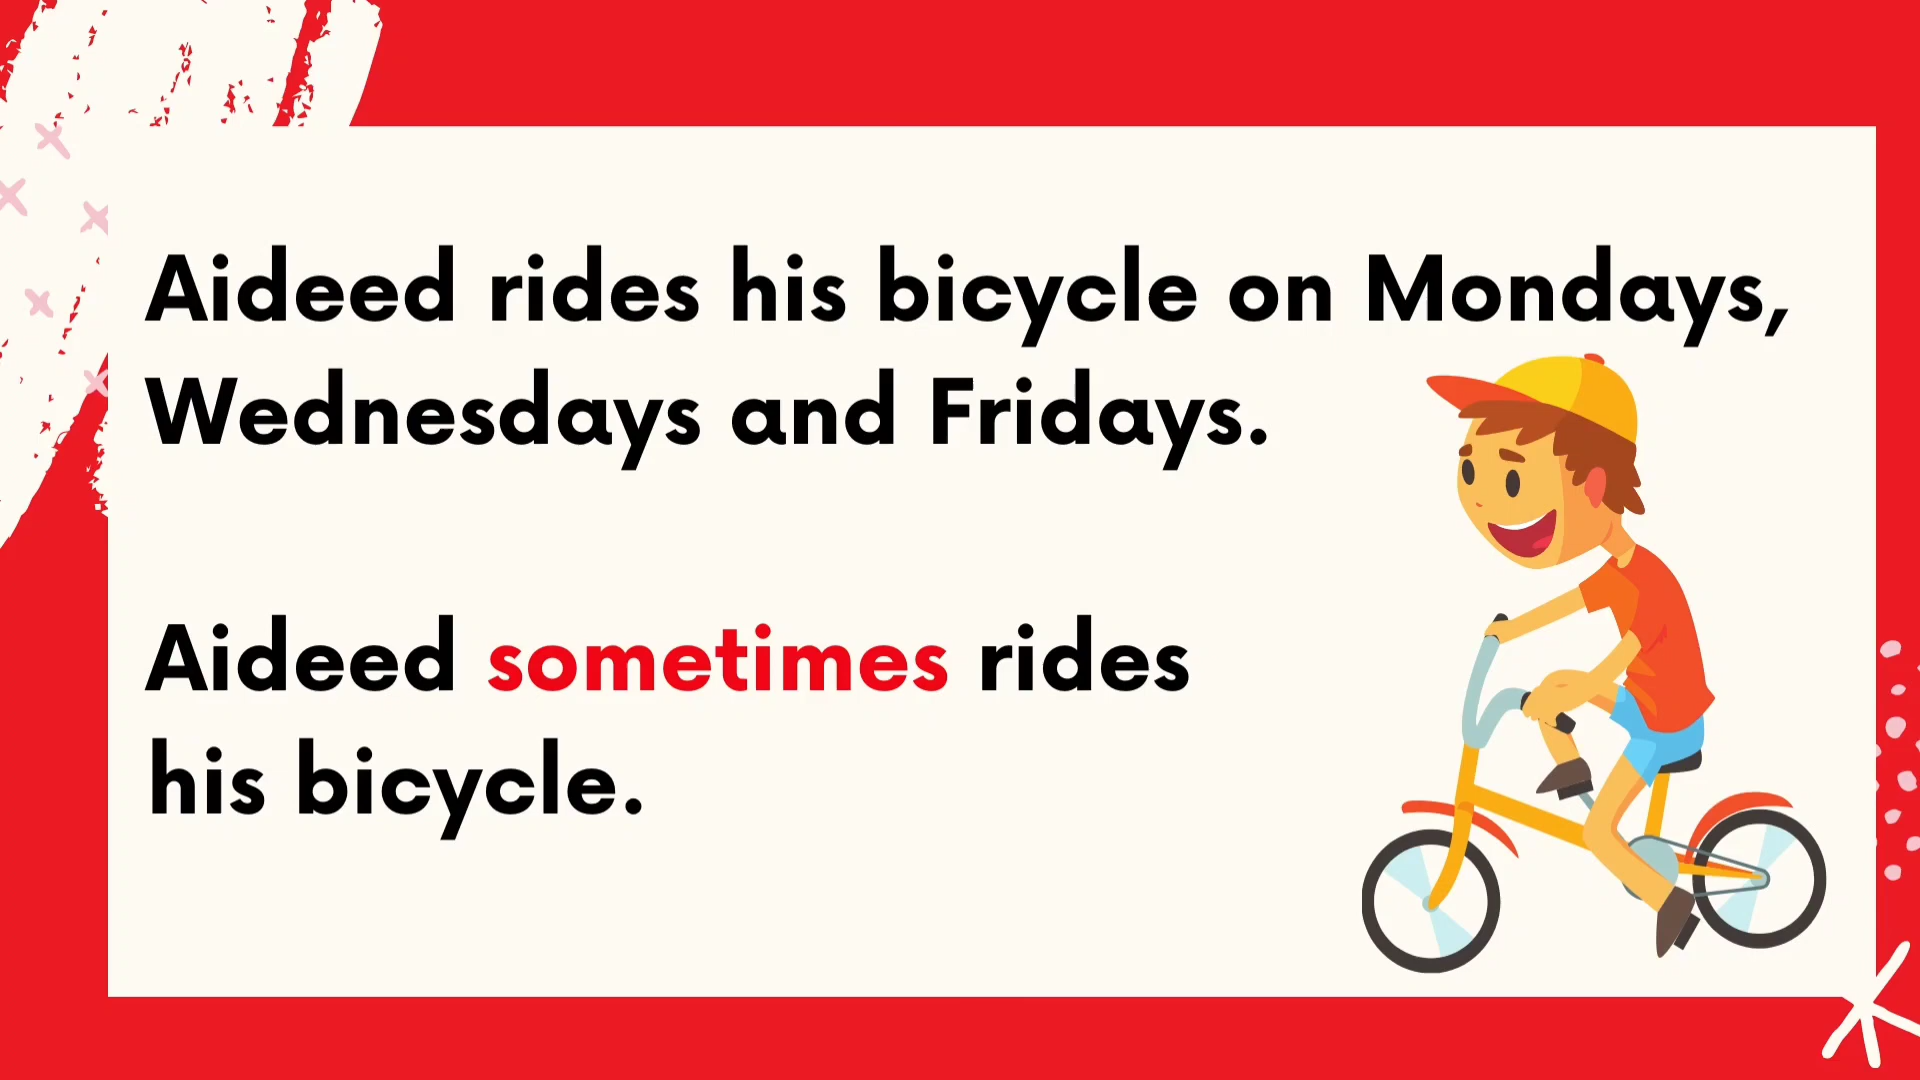 Aideed rides his bicycle on Mondays,
Wednesdays and Fridays.
Aideed sometimes rides
his bicycle.